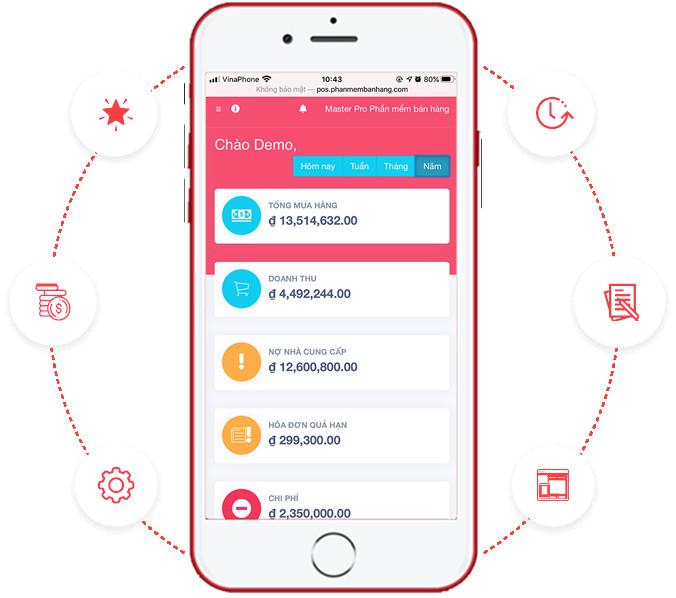 VinaPhone 10:43 80%
Không bảo mật — pos.phanmembanhang.com
Master Pro Phần mềm bán hàng
Chào Demo,
Hôm nay Tuần Tháng Năm
TỔNG MUA HÀNG
₫ 13,514,632.00
DOANH THU
₫ 4,492,244.00
NỢ NHÀ CUNG CẤP
₫ 12,600,800.00
HÓA ĐƠN QUÁ HẠN
₫ 299,300.00
CHI PHÍ
₫ 2,350,000.00